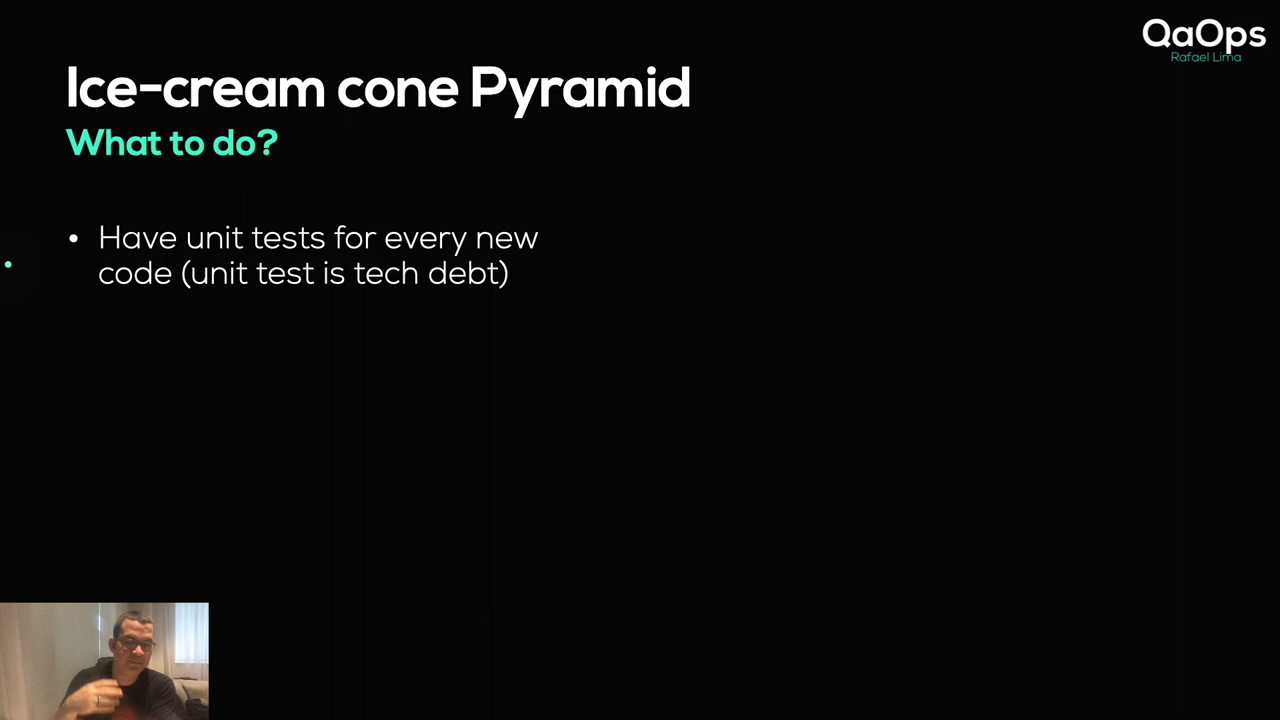 QaOps
Rafael Lima
Ice-cream cone Pyramid
What to do?
• Have unit tests for every new
code (unit test is tech debt)